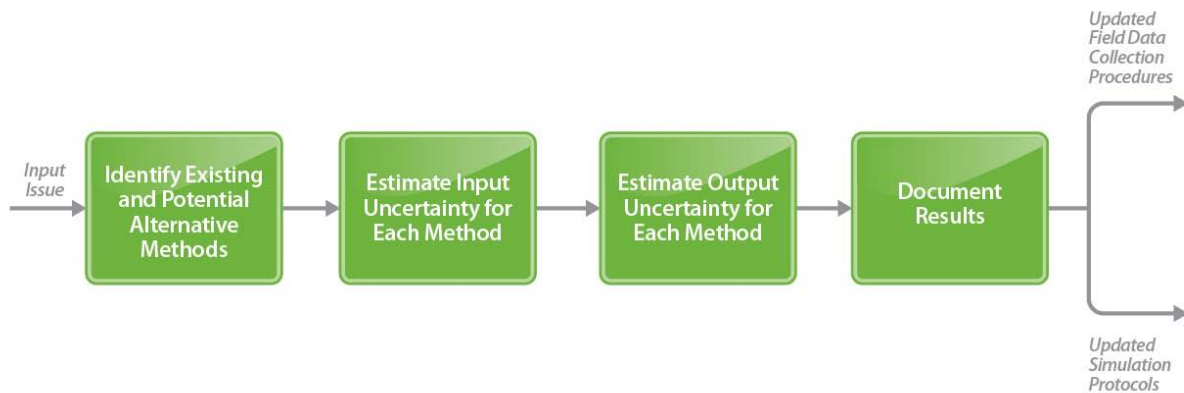 Input
Issue
Identify Existing
and Potential
Alternative
Methods
Estimate Input
Uncertainty for
Each Method
Estimate Output
Uncertainty for
Each Method
Document
Results
Updated
Field Data
Collection
Procedures
Updated
Simulation
Protocols